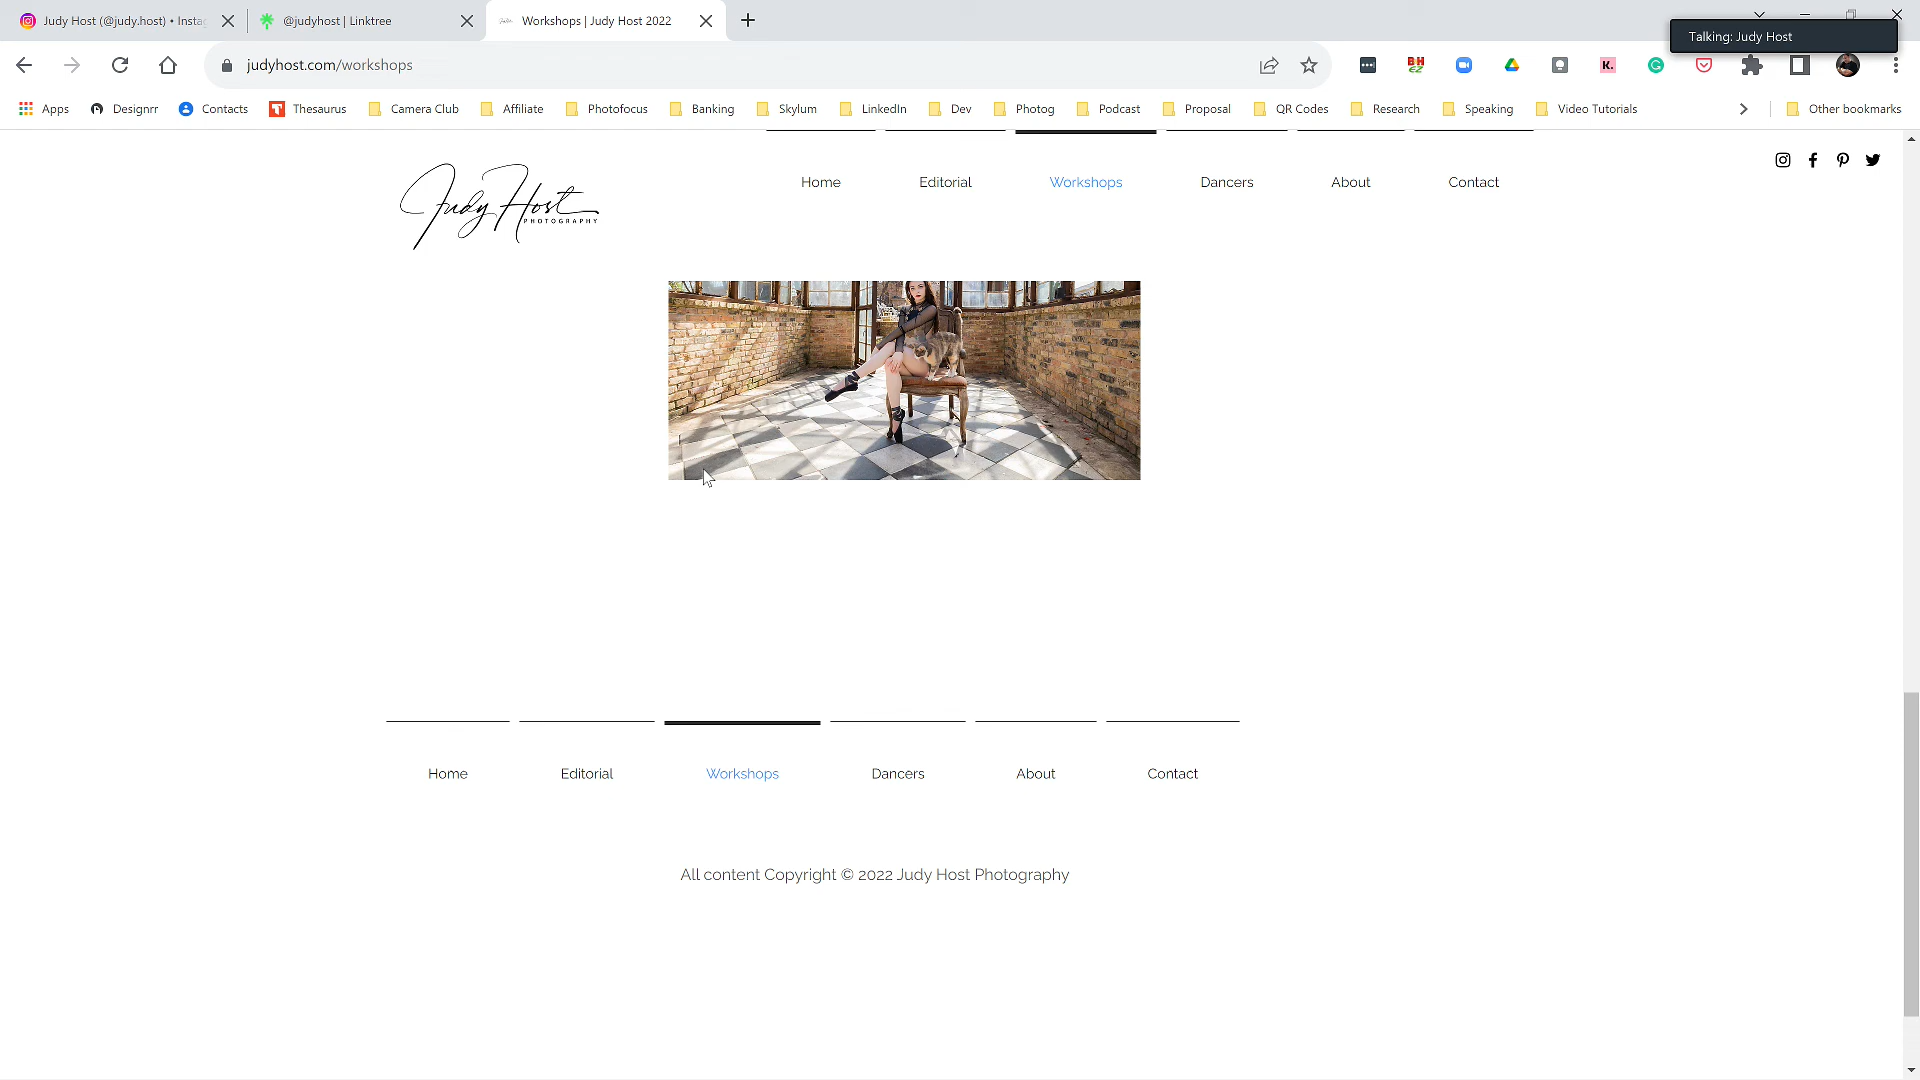 Judy Host (@judy.host) • Insta
@judyhost | Linktree
Workshops | Judy Host 2022
Talking: Judy Host
judyhost.com/workshops
BH
EZ
K.
Apps
Designrr
Contacts
Thesaurus
Camera Club
Affiliate
Photofocus
Banking
Skylum
LinkedIn
Dev
Photog
Podcast
Proposal
QR Codes
Research
Speaking
Video Tutorials
Other bookmarks
Judy Host
PHOTOGRAPHY
Home
Editorial
Workshops
Dancers
About
Contact
Home
Editorial
Workshops
Dancers
About
Contact
All content Copyright © 2022 Judy Host Photography